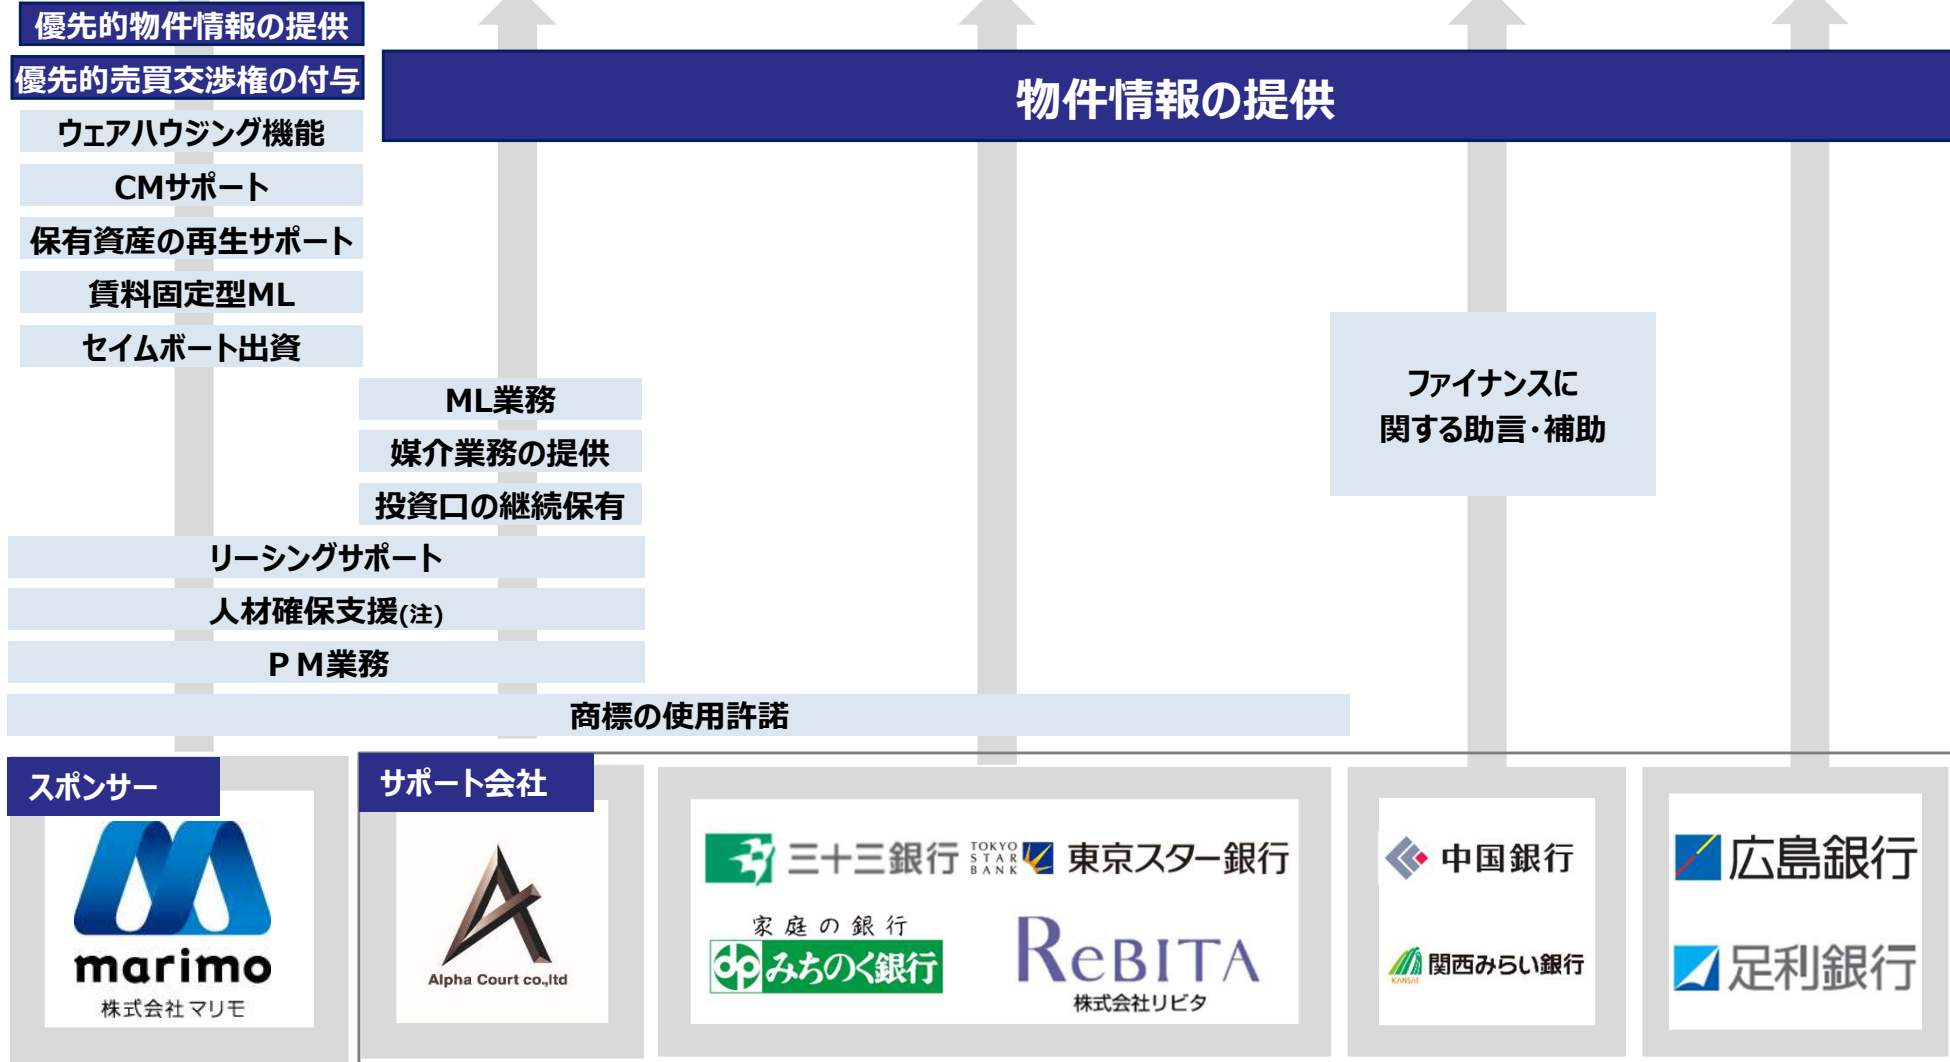 優先的物件情報の提供
優先的売買交渉権の付与
物件情報の提供
ウェアハウジング機能
CMサポート
保有資産の再生サポート
賃料固定型ML
セイムボート出資
ML業務
媒介業務の提供
投資口の継続保有
ファイナンスに
関する助言・補助
リーシングサポート
人材確保支援(注)
ＰＭ業務
商標の使用許諾
スポンサー
marimo
株式会社マリモ
サポート会社
Alpha Court co.,ltd
三十三銀行
TOKYO
STAR
BANK
東京スター銀行
家庭の銀行
みちのく銀行
ReBITA
株式会社リビタ
中国銀行
KANSAI
関西みらい銀行
広島銀行
足利銀行